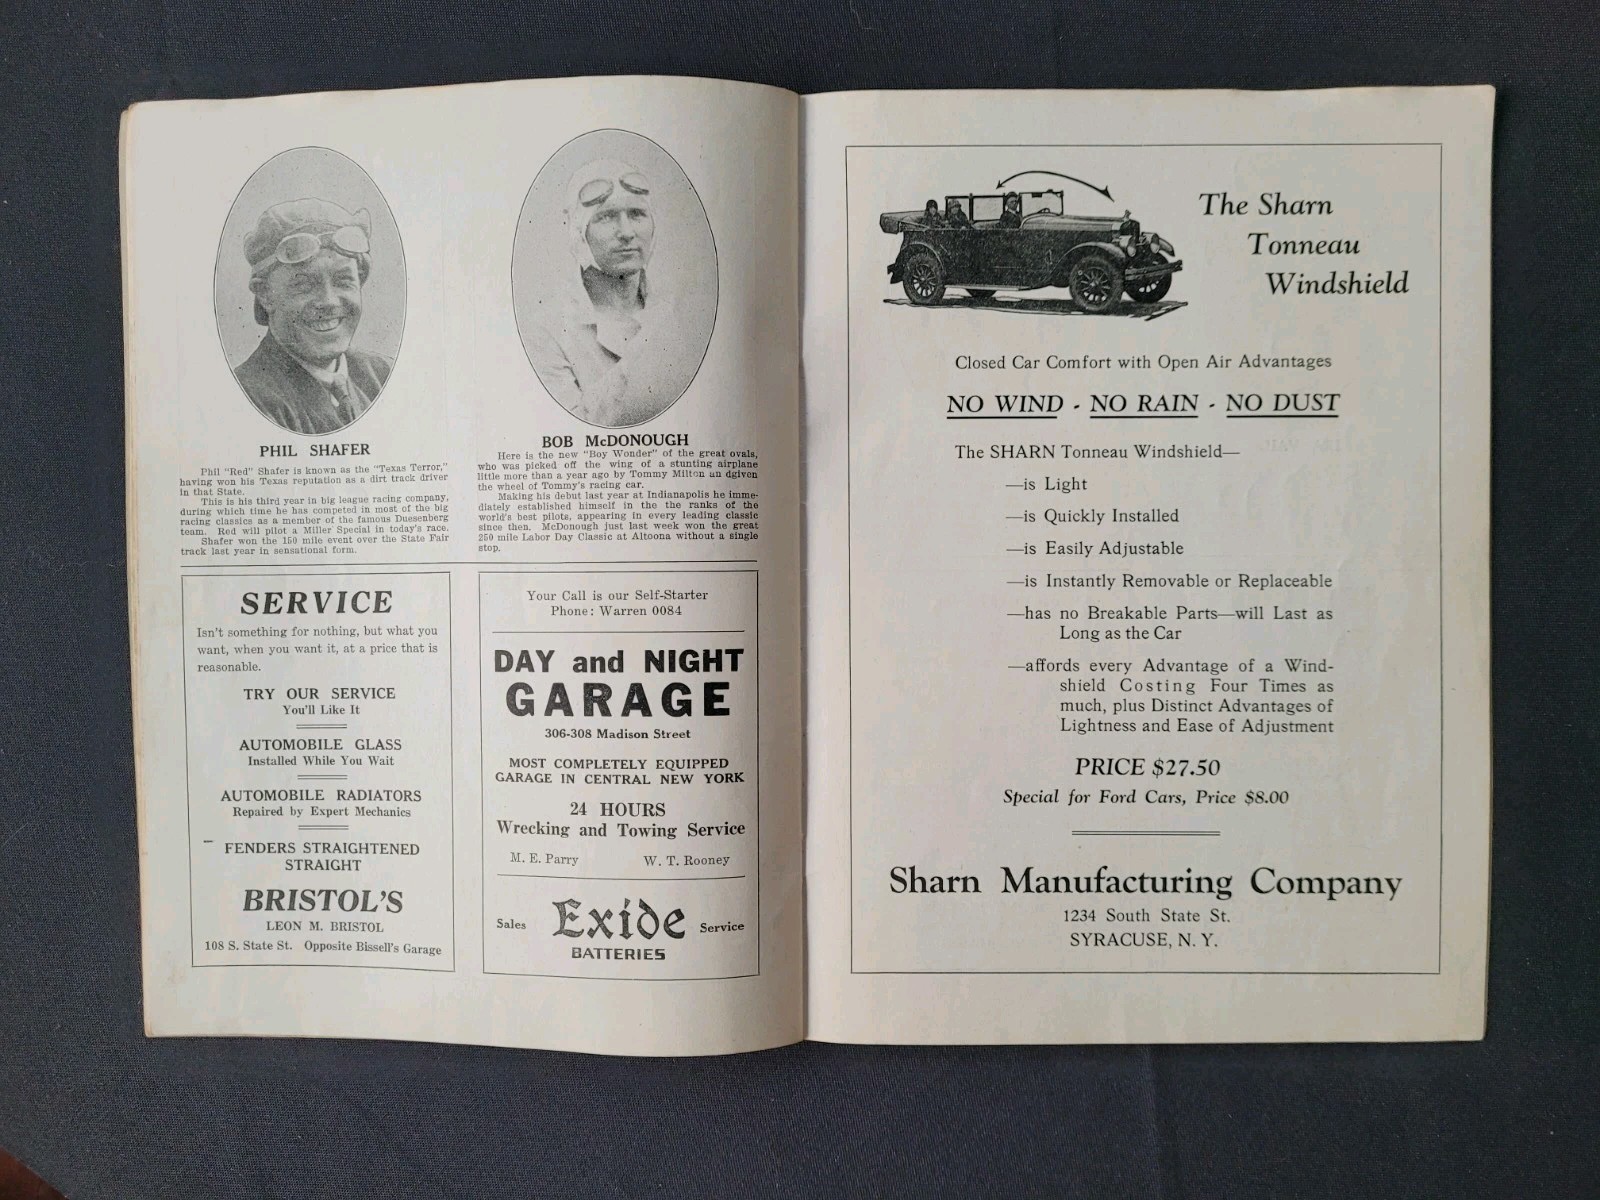 PHIL SHAFER
Phil "Red" Shafer is known as the "Texas Terror,"
having won his Texas reputation as a dirt track driver
in that State.
This is his third year in big league racing company,
during which time he has competed in most of the big
racing classics as a member of the famous Duesenberg
team. Red will pilot a Miller Special in today's race.
Shafer won the 150 mile event over the State Fair
track last year in sensational form.
BOB McDONOUGH
Here is the new "Boy Wonder" of the great ovals,
who was picked off the wing of a stunting airplane
little more than a year ago by Tommy Milton an dgiven
the wheel of Tommy's racing car.
Making his debut last year at Indianapolis he imme-
diately established himself in the the ranks of the
world's best pilots, appearing in every leading classic
since then. McDonough just last week won the great
250 mile Labor Day Classic at Altoona without a single
stop.
SERVICE
Isn't something for nothing, but what you
want, when you want it, at a price that is
reasonable.
TRY OUR SERVICE
You'll Like It
AUTOMOBILE GLASS
Installed While You Wait
AUTOMOBILE RADIATORS
Repaired by Expert Mechanics
FENDERS STRAIGHTENED
STRAIGHT
BRISTOL'S
LEON M. BRISTOL
108 S. State St. Opposite Bissell's Garage
Your Call is our Self-Starter
Phone: Warren 0084
DAY and NIGHT
GARAGE
306-308 Madison Street
MOST COMPLETELY EQUIPPED
GARAGE IN CENTRAL NEW YORK
24 HOURS
Wrecking and Towing Service
M. E. Parry W. T. Rooney
Sales Exide Service
BATTERIES
The Sharn
Tonneau
Windshield
Closed Car Comfort with Open Air Advantages
NO WIND - NO RAIN - NO DUST
The SHARN Tonneau Windshield—
—is Light
—is Quickly Installed
—is Easily Adjustable
—is Instantly Removable or Replaceable
—has no Breakable Parts—will Last as
Long as the Car
—affords every Advantage of a Wind-
shield Costing Four Times as
much, plus Distinct Advantages of
Lightness and Ease of Adjustment
PRICE $27.50
Special for Ford Cars, Price $8.00
Sharn Manufacturing Company
1234 South State St.
SYRACUSE, N. Y.